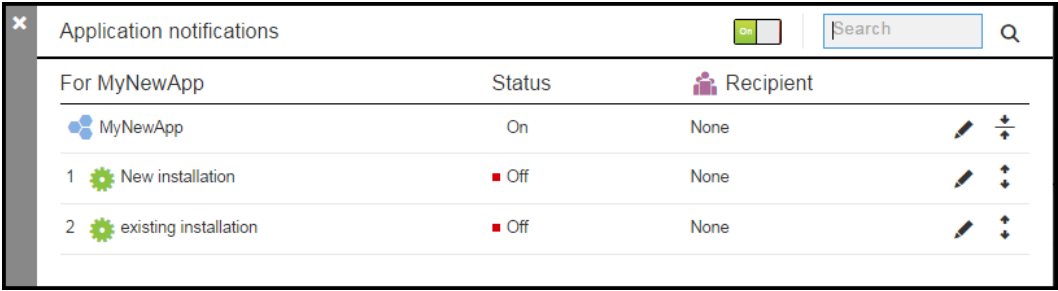 Application notifications On Search
For MyNewApp Status Recipient
MyNewApp On None
1 New installation Off None
2 existing installation Off None